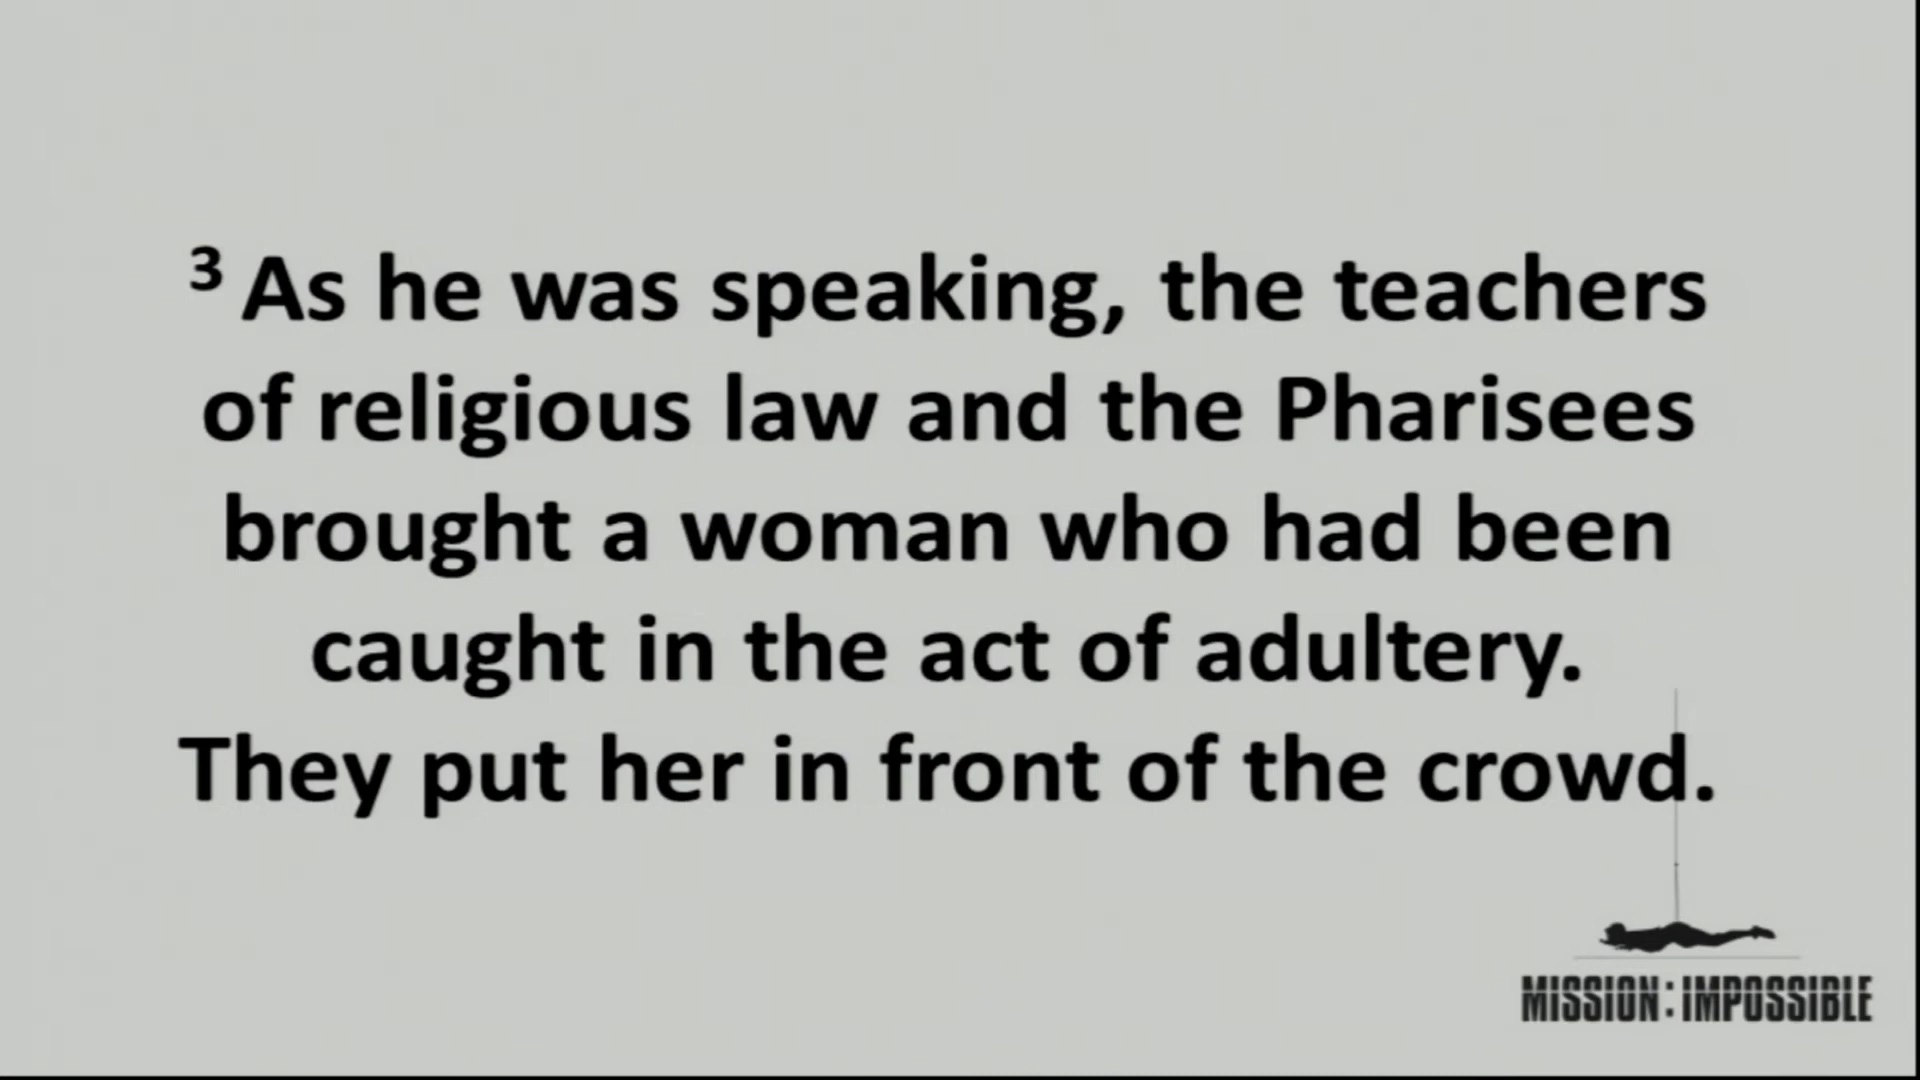 ³ As he was speaking, the teachers
of religious law and the Pharisees
brought a woman who had been
caught in the act of adultery.
They put her in front of the crowd.
MISSION : IMPOSSIBLE